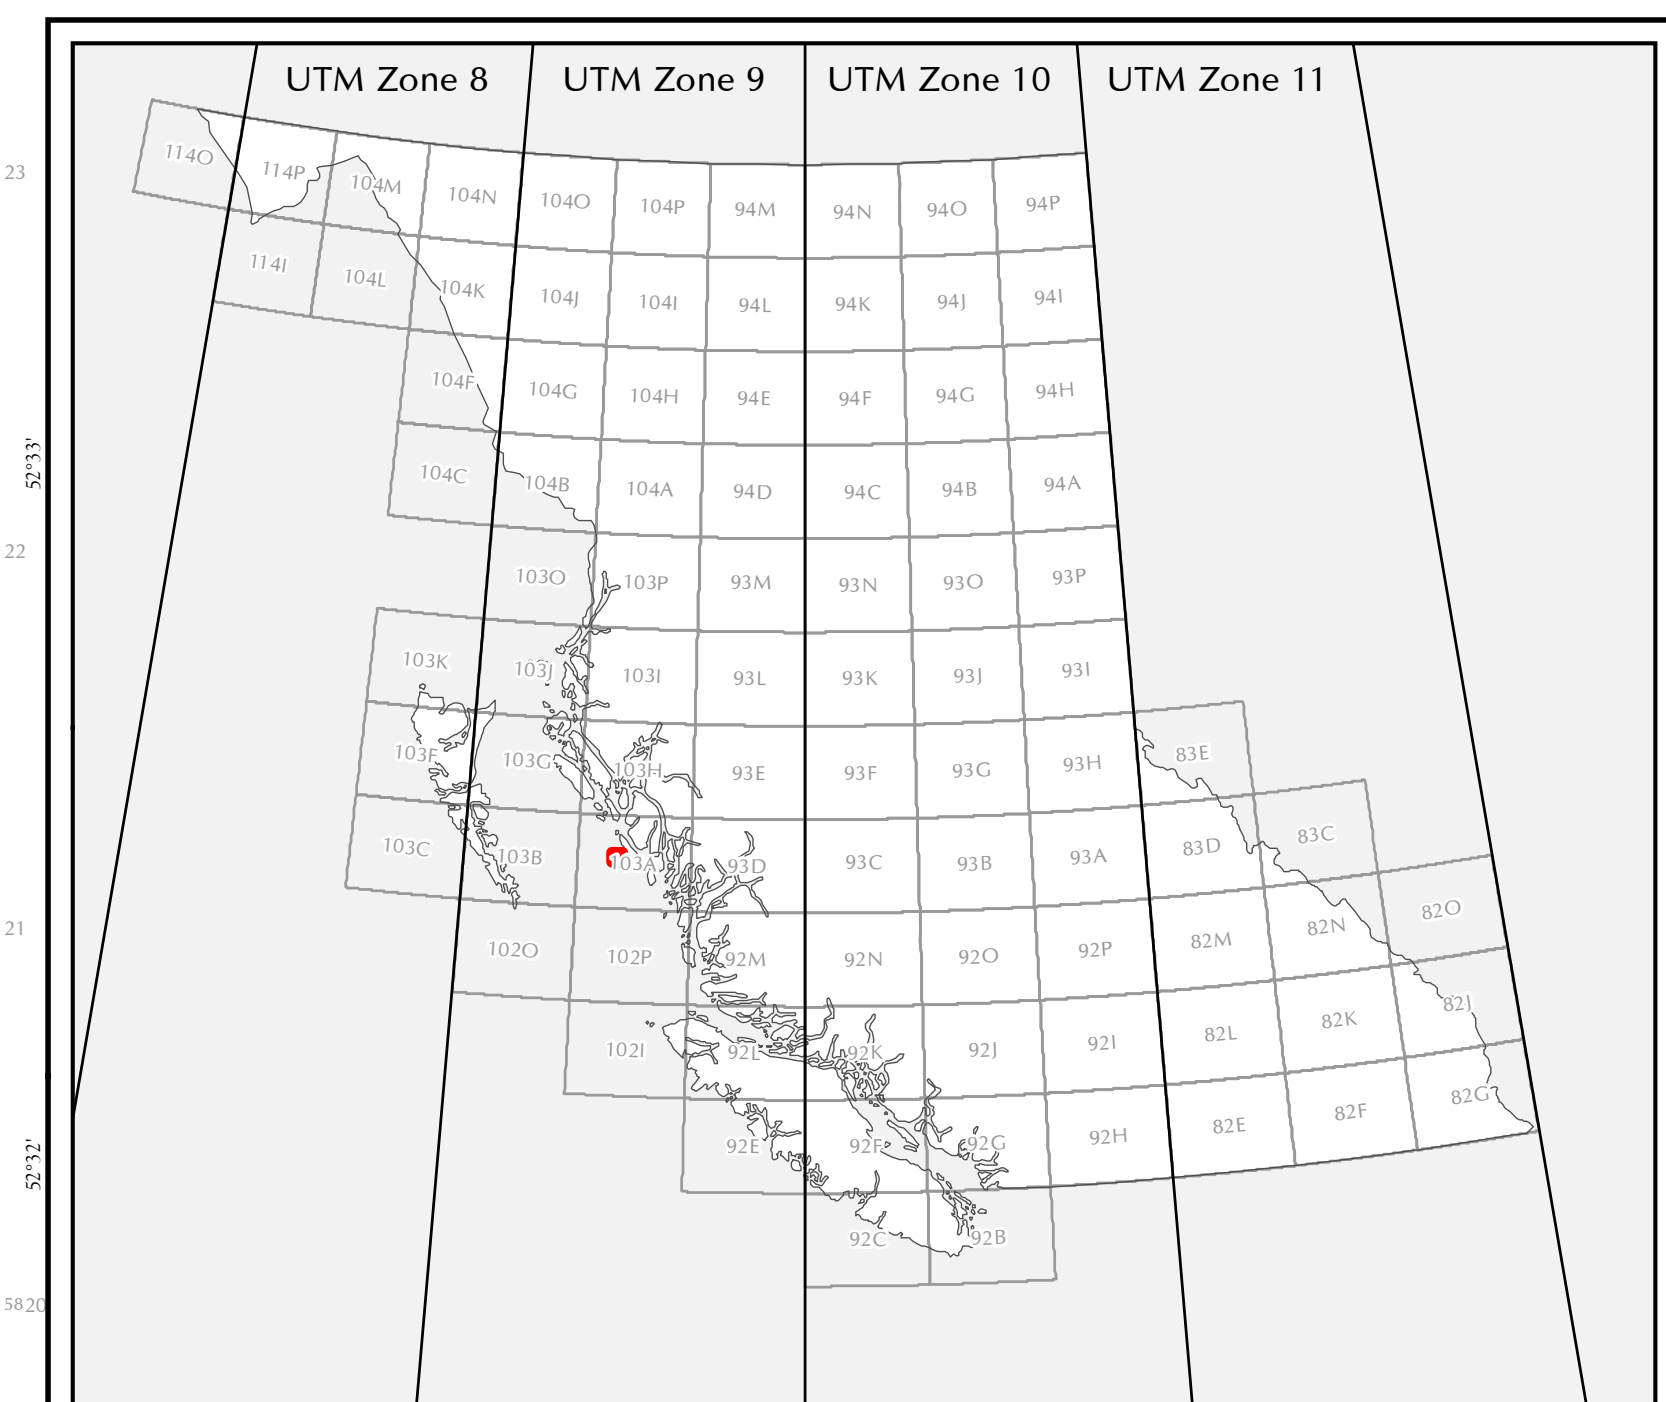 UTM Zone 8 UTM Zone 9 UTM Zone 10 UTM Zone 11
114O 114P 104M 104N 104O 104P 94M 94N 94O 94P
23
114I 104L 104K 104J 104I 94L 94K 94J 94I
104F 104G 104H 94E 94F 94G 94H
52°33'
104C 104B 104A 94D 94C 94B 94A
22
103O 103P 93M 93N 93O 93P
103K 103J 103I 93L 93K 93J 93I
103F 103G 103H 93E 93F 93G 93H 83E
103C 103B 103A 93D 93C 93B 93A 83D 83C
21
102O 102P 92M 92N 92O 92P 82M 82N 82O
102I 92L 92K 92J 92I 82L 82K 82J
52°32'
92E 92F 92G 92H 82E 82F 82G
92C 92B
5820